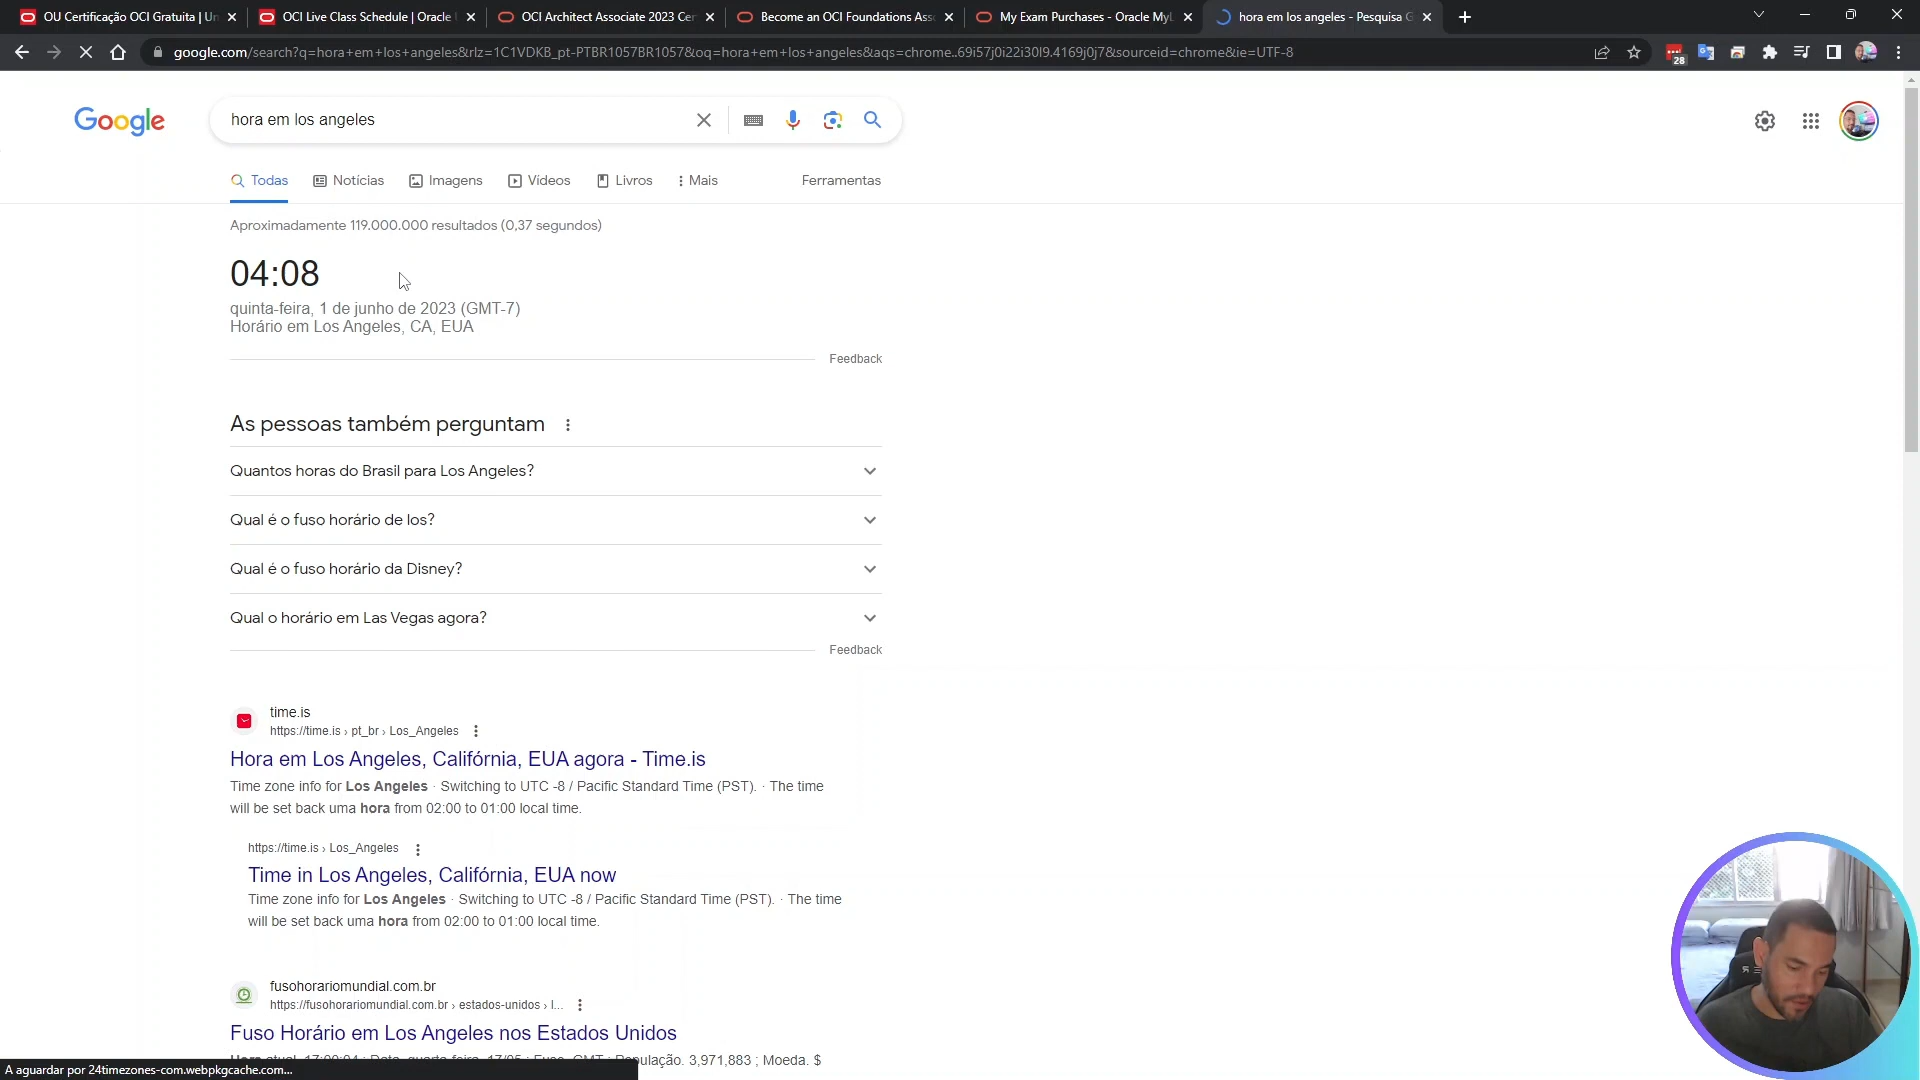 OU Certificação OCI Gratuita | Un
OCI Live Class Schedule | Oracle U
OCI Architect Associate 2023 Cer
Become an OCI Foundations Asso
My Exam Purchases - Oracle MyL
hora em los angeles - Pesquisa G
google.com/search?q=hora+em+los+angeles&rlz=1C1VDKB_pt-PTBR1057BR1057&oq=hora+em+los+angeles&aqs=chrome..69i57j0i22i30l9.4169j0j7&sourceid=chrome&ie=UTF-8
28
Google
hora em los angeles
Todas
Notícias
Imagens
Vídeos
Livros
Mais
Ferramentas
Aproximadamente 119.000.000 resultados (0,37 segundos)
04:08
quinta-feira, 1 de junho de 2023 (GMT-7)
Horário em Los Angeles, CA, EUA
Feedback
As pessoas também perguntam
Quantos horas do Brasil para Los Angeles?
Qual é o fuso horário de los?
Qual é o fuso horário da Disney?
Qual o horário em Las Vegas agora?
Feedback
time.is
https://time.is › pt_br › Los_Angeles
Hora em Los Angeles, Califórnia, EUA agora - Time.is
Time zone info for Los Angeles · Switching to UTC -8 / Pacific Standard Time (PST). · The time
will be set back uma hora from 02:00 to 01:00 local time.
https://time.is › Los_Angeles
Time in Los Angeles, Califórnia, EUA now
Time zone info for Los Angeles · Switching to UTC -8 / Pacific Standard Time (PST). · The time
will be set back uma hora from 02:00 to 01:00 local time.
fusohorariomundial.com.br
https://fusohorariomundial.com.br › estados-unidos › l...
Fuso Horário em Los Angeles nos Estados Unidos
População. 3,971,883 ; Moeda. $
A aguardar por 24timezones-com.webpkgcache.com...